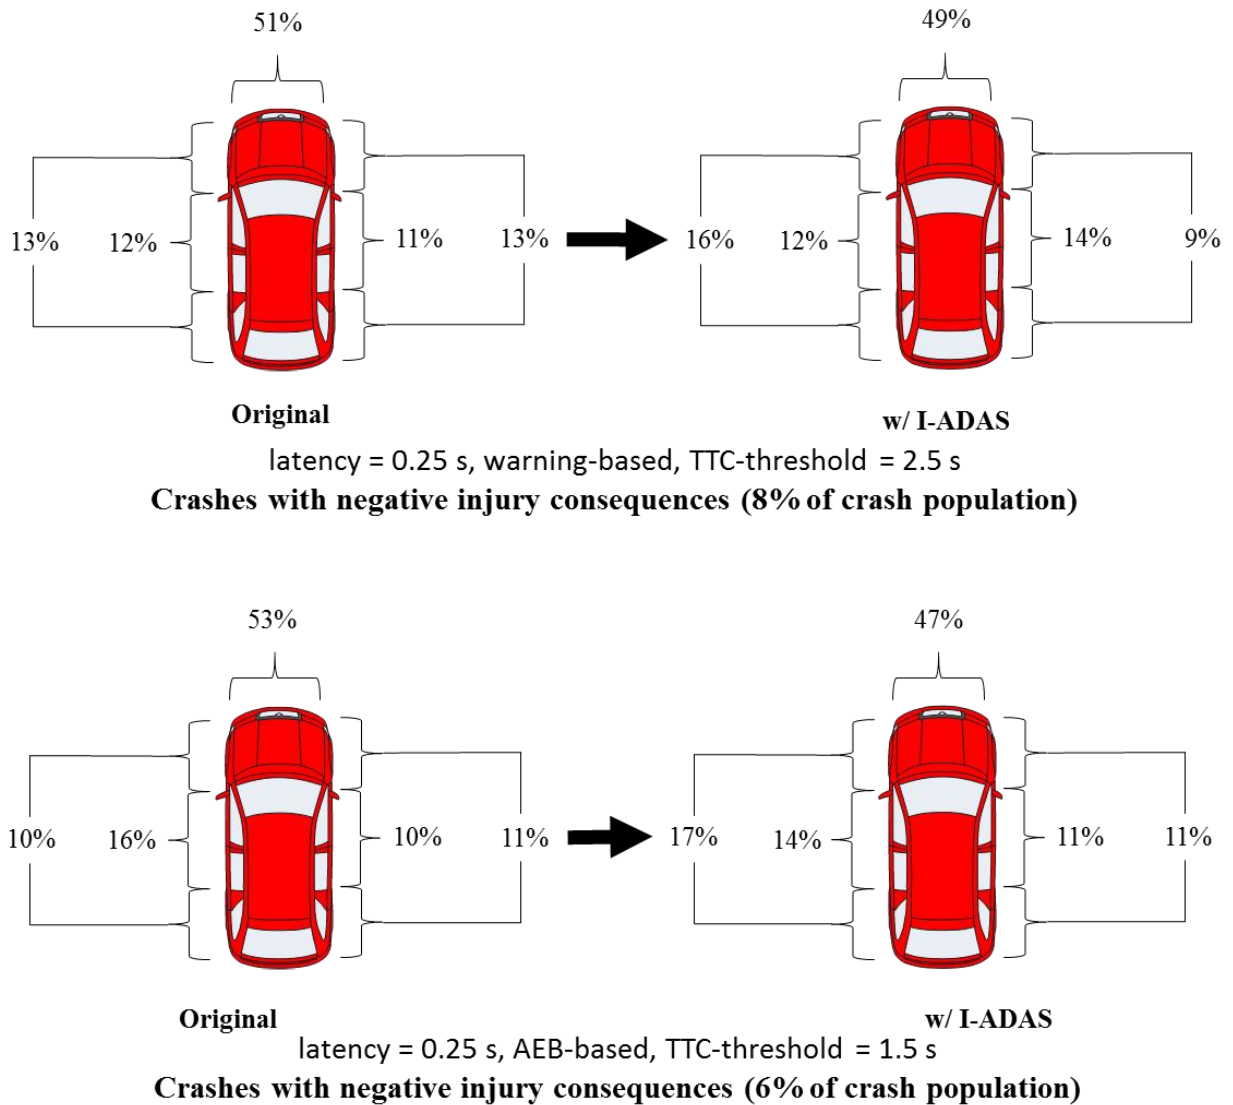 51% 49%
13% 12% 11% 13% 16% 12% 14% 9%
Original w/ I-ADAS
latency = 0.25 s, warning-based, TTC-threshold = 2.5 s
Crashes with negative injury consequences (8% of crash population)
53% 47%
10% 16% 10% 11% 17% 14% 11% 11%
Original w/ I-ADAS
latency = 0.25 s, AEB-based, TTC-threshold = 1.5 s
Crashes with negative injury consequences (6% of crash population)